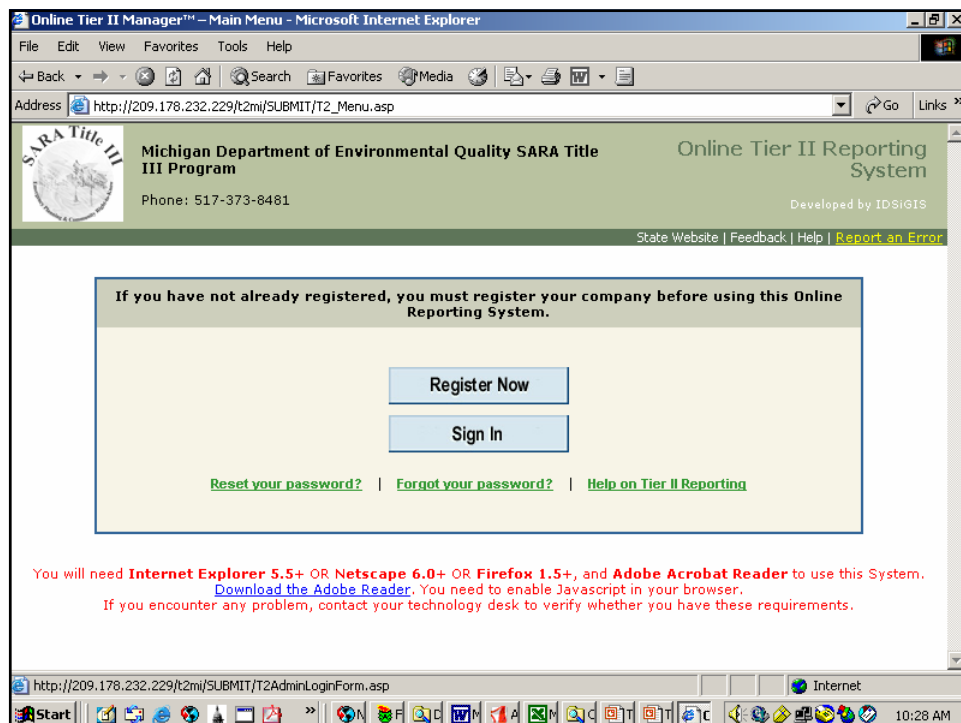 Online Tier II Manager™ – Main Menu - Microsoft Internet Explorer
File Edit View Favorites Tools Help
Back Search Favorites Media
Address http://209.178.232.229/t2mi/SUBMIT/T2_Menu.asp Go Links »
SARA Title III
Michigan Department of Environmental Quality SARA Title
III Program
Phone: 517-373-8481
Online Tier II Reporting
System
Developed by IDSiGIS
State Website | Feedback | Help | Report an Error
If you have not already registered, you must register your company before using this Online
Reporting System.
Register Now
Sign In
Reset your password? | Forgot your password? | Help on Tier II Reporting
You will need Internet Explorer 5.5+ OR Netscape 6.0+ OR Firefox 1.5+, and Adobe Acrobat Reader to use this System.
Download the Adobe Reader. You need to enable Javascript in your browser.
If you encounter any problem, contact your technology desk to verify whether you have these requirements.
http://209.178.232.229/t2mi/SUBMIT/T2AdminLoginForm.asp Internet
Start » 10:28 AM